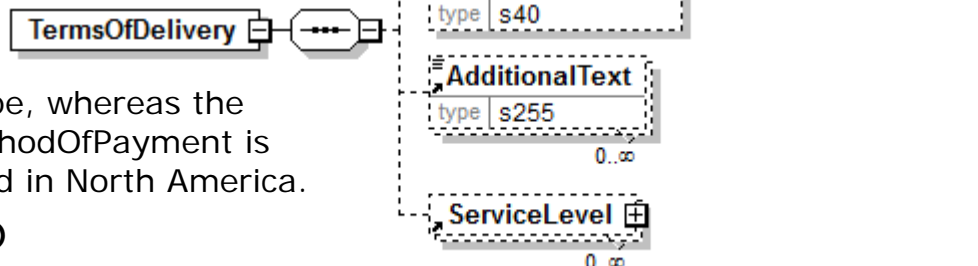 type s40
TermsOfDelivery
AdditionalText
type s255
0..∞
pe, whereas the
hodOfPayment is
d in North America.
ServiceLevel
)
0..∞